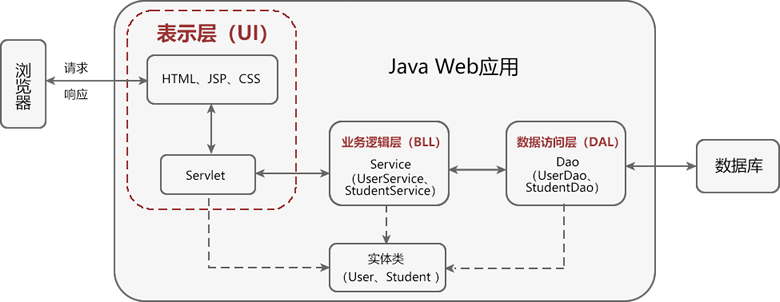 表示层（UI）
Java Web应用
浏览器
请求
响应
HTML、JSP、CSS
Servlet
业务逻辑层（BLL）
Service
（UserService、
StudentService）
数据访问层（DAL）
Dao
（UserDao、
StudentDao）
数据库
实体类
（User、Student ）